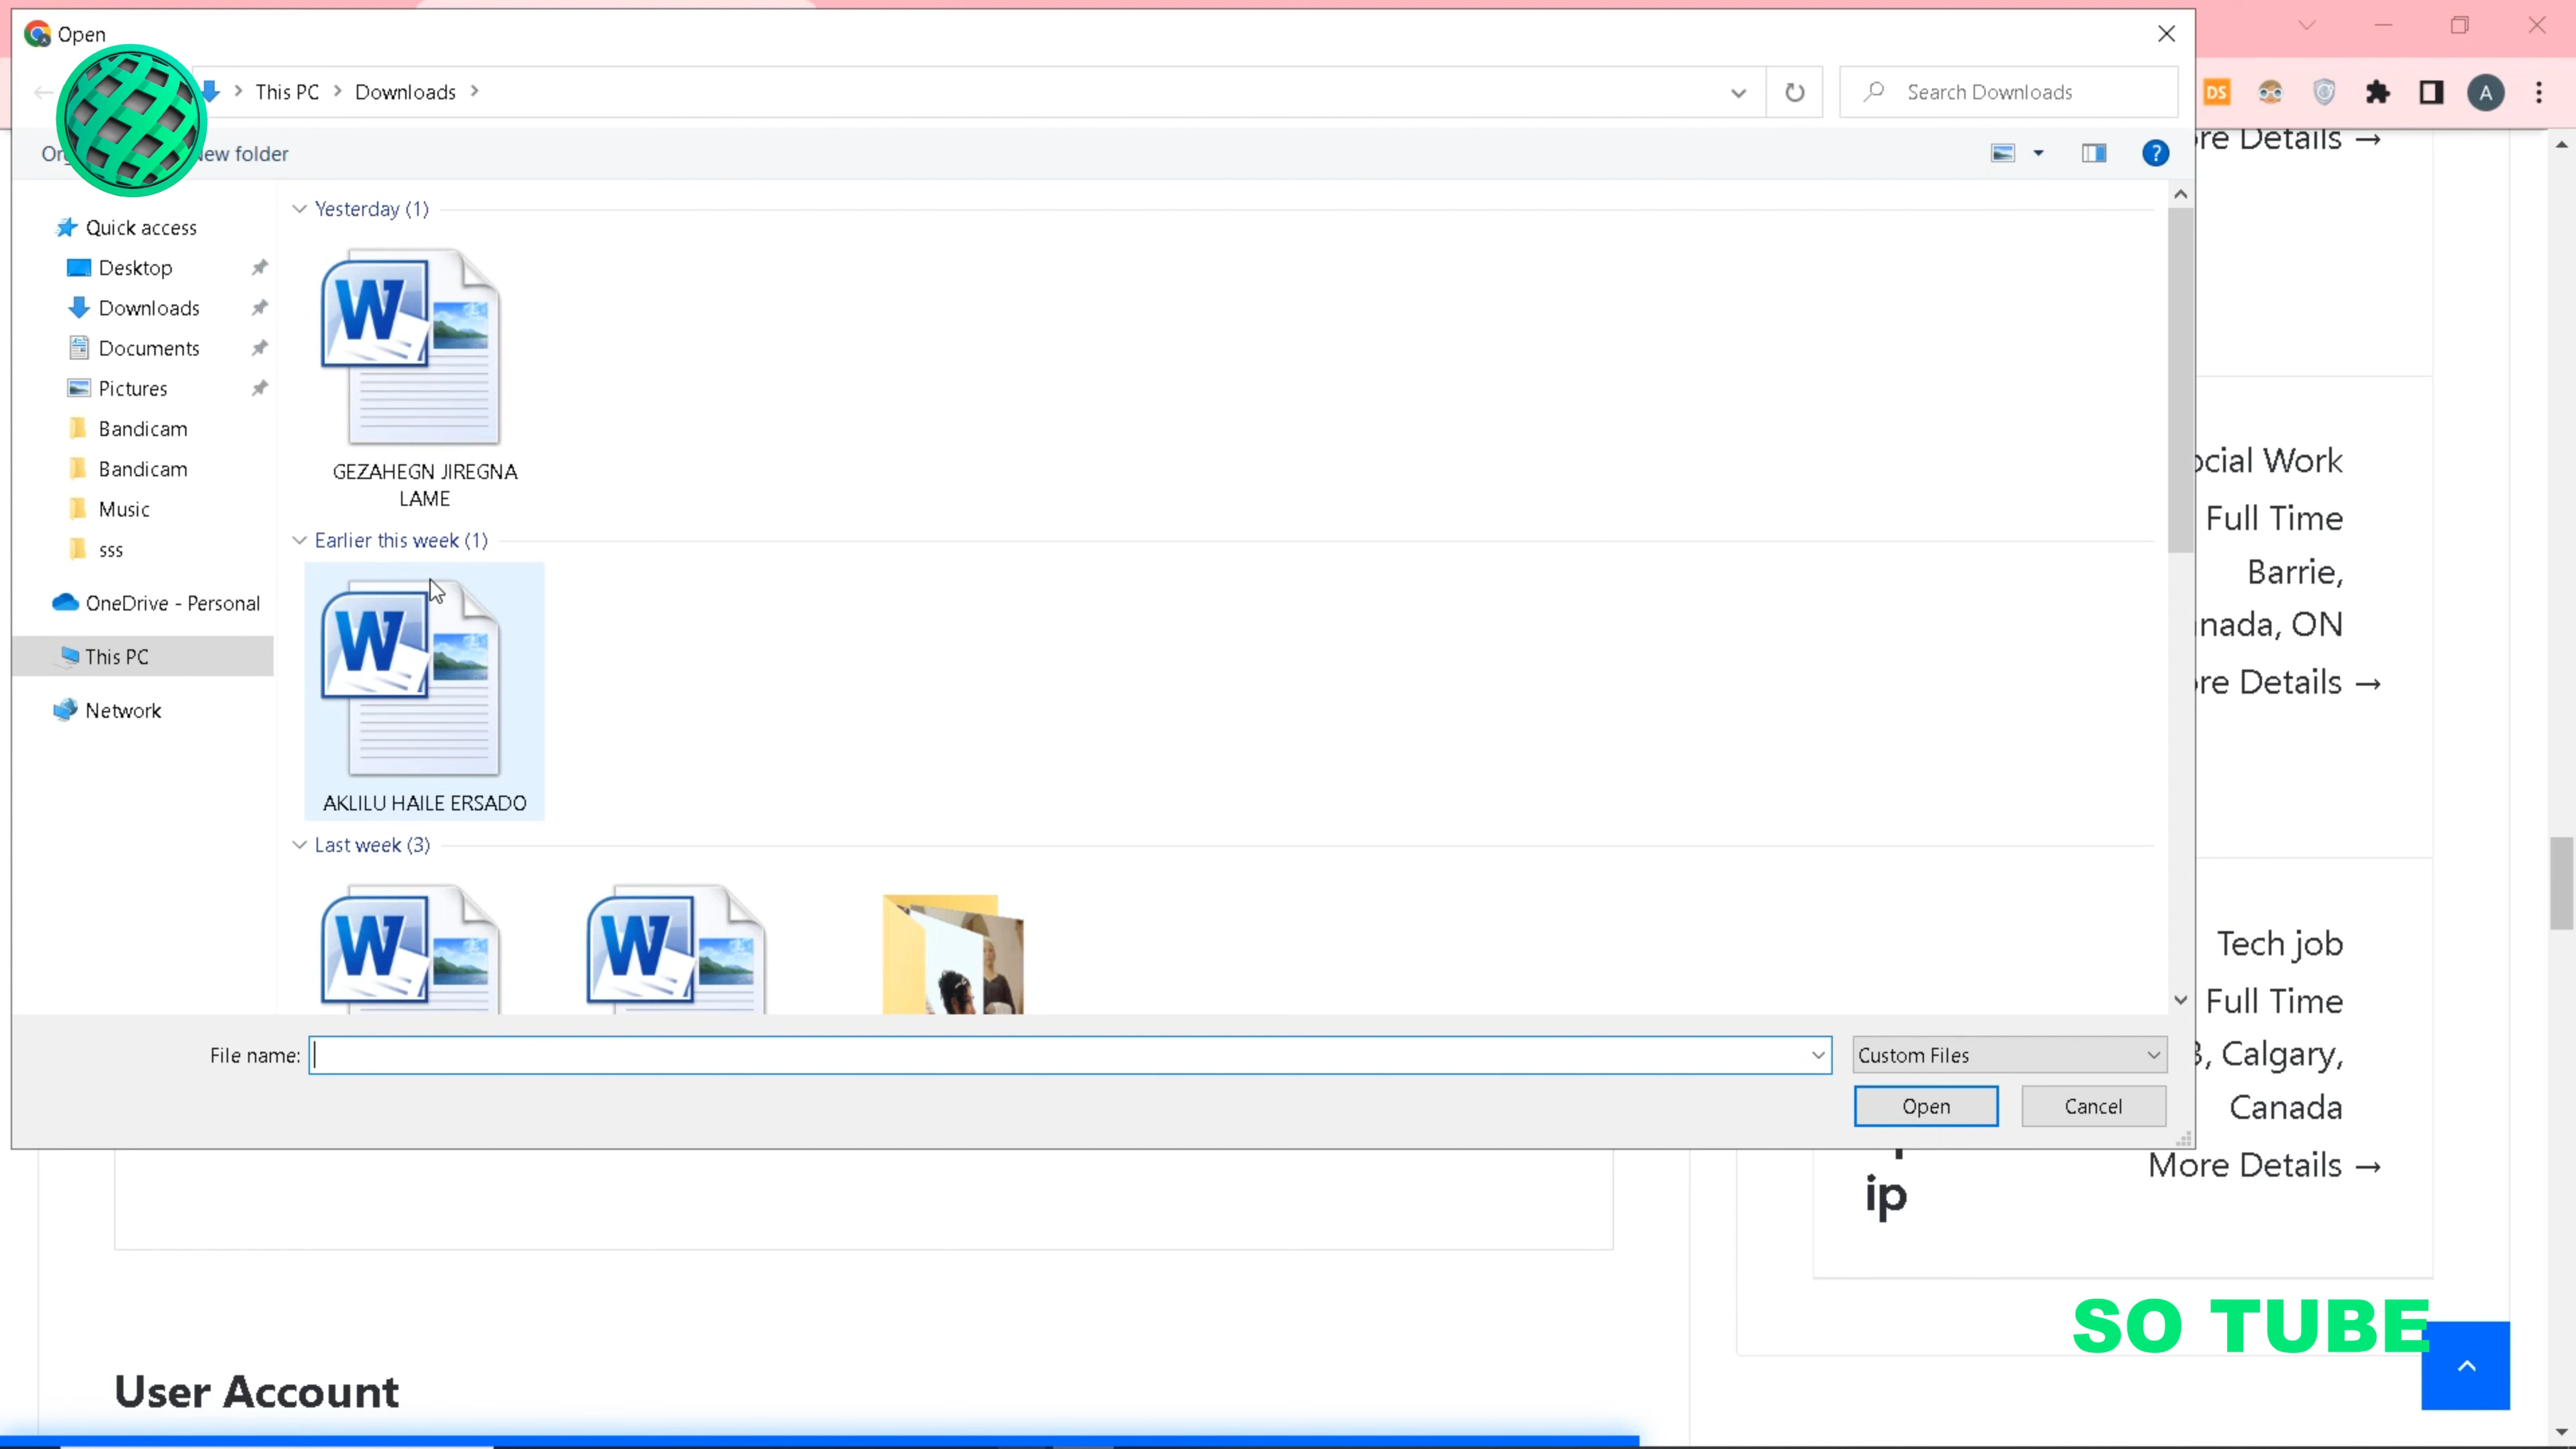 Open
This PC
Downloads
Search Downloads
DS
A
New folder
Quick access
Desktop
Downloads
Documents
Pictures
Bandicam
Bandicam
Music
sss
OneDrive - Personal
This PC
Network
Yesterday (1)
W
GEZAHEGN JIREGNA
LAME
Earlier this week (1)
W
AKLILU HAILE ERSADO
Last week (3)
W
W
File name:
Custom Files
Open
Cancel
re Details →
ocial Work
Full Time
Barrie,
nada, ON
re Details →
Tech job
Full Time
, Calgary,
Canada
More Details →
ip
SO TUBE
User Account